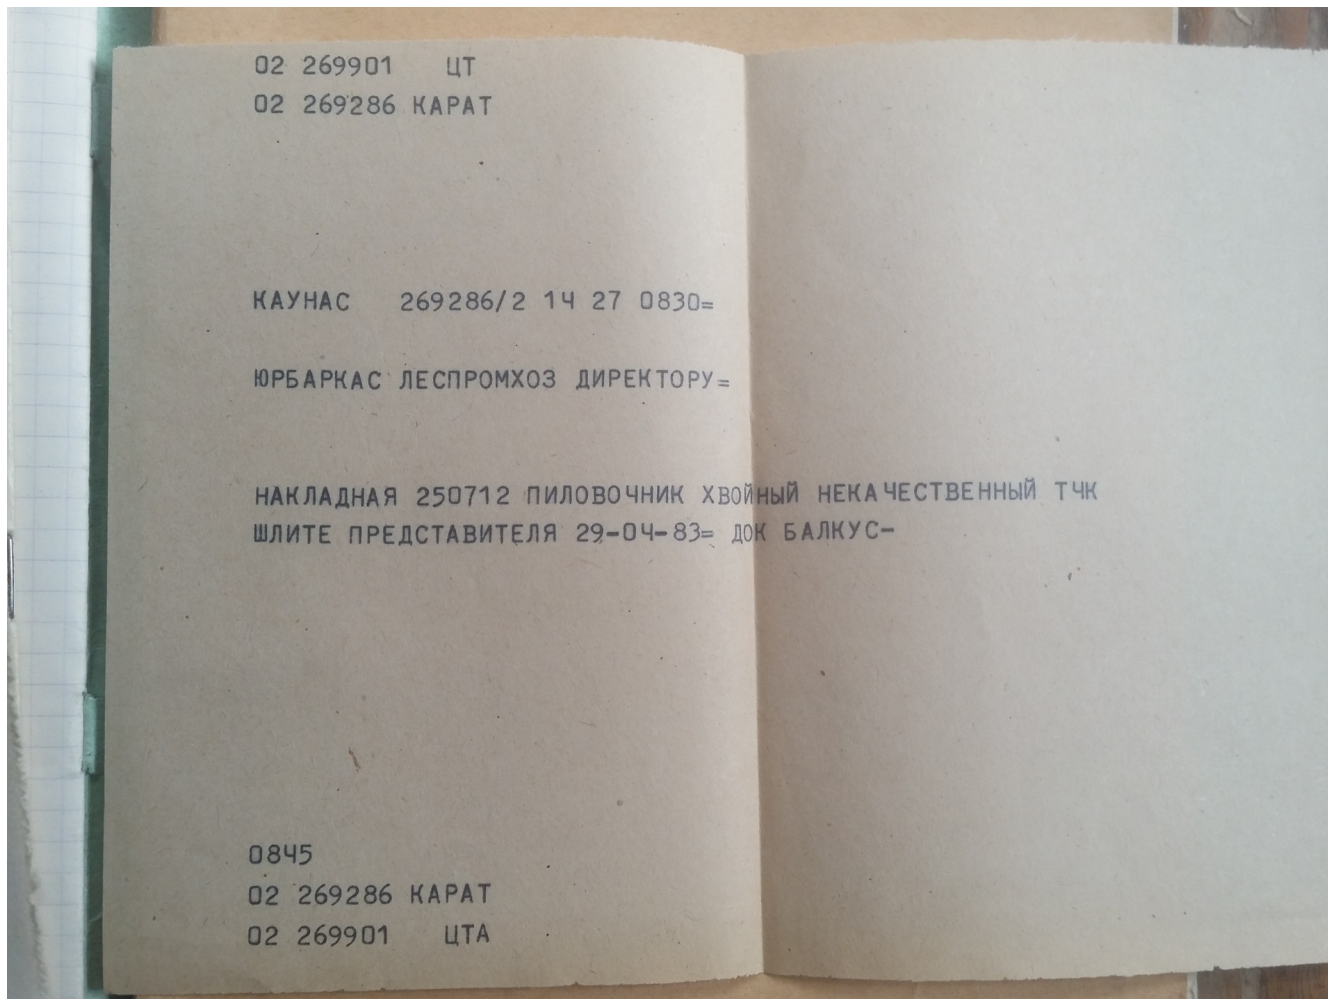 02 269901 ЦТ
02 269286 КАРАТ
КАУНАС 269286/2 14 27 0830=
ЮРБАРКАС ЛЕСПРОМХОЗ ДИРЕКТОРУ=
НАКЛАДНАЯ 250712 ПИЛОВОЧНИК ХВОЙНЫЙ НЕКАЧЕСТВЕННЫЙ ТЧК
ШЛИТЕ ПРЕДСТАВИТЕЛЯ 29-04-83= ДОК БАЛКУС-
0845
02 269286 КАРАТ
02 269901 ЦТА